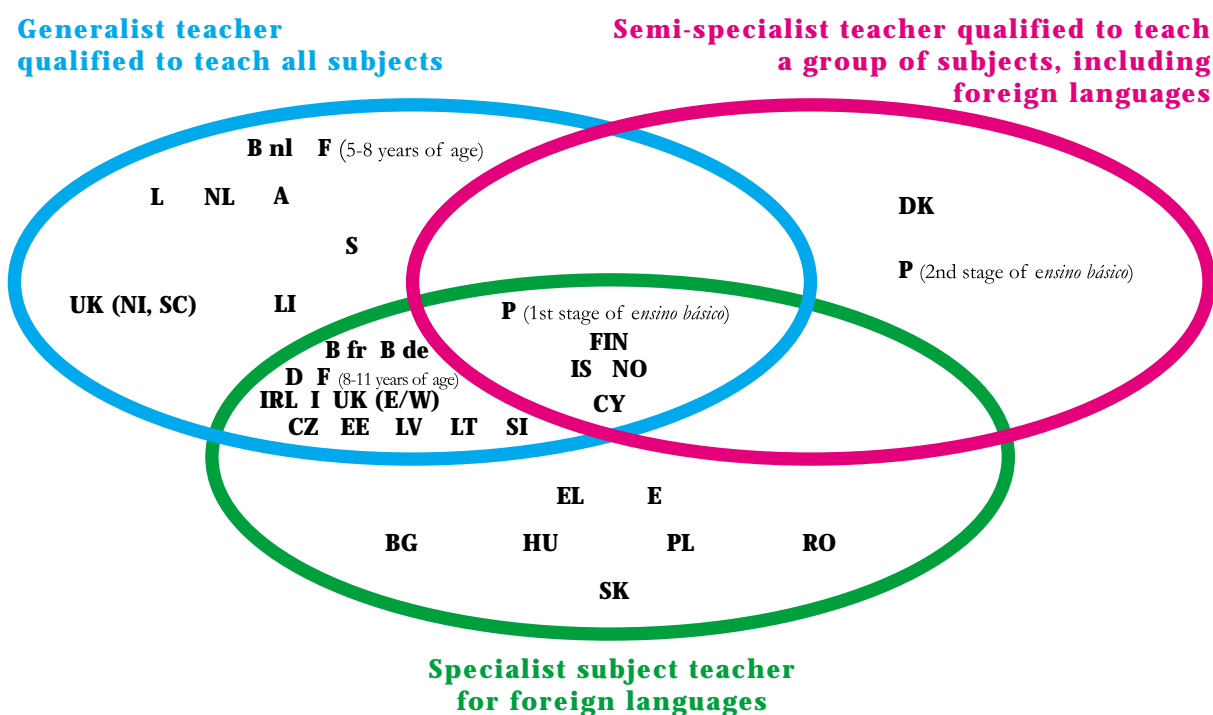 Generalist teacher
qualified to teach all subjects
Semi-specialist teacher qualified to teach
a group of subjects, including
foreign languages
B nl F (5-8 years of age)
L NL A
S
UK (NI, SC) LI
DK
P (2nd stage of ensino básico)
P (1st stage of ensino básico)
FIN
IS NO
CY
B fr B de
D F (8-11 years of age)
IRL I UK (E/W)
CZ EE LV LT SI
EL E
BG HU PL RO
SK
Specialist subject teacher
for foreign languages